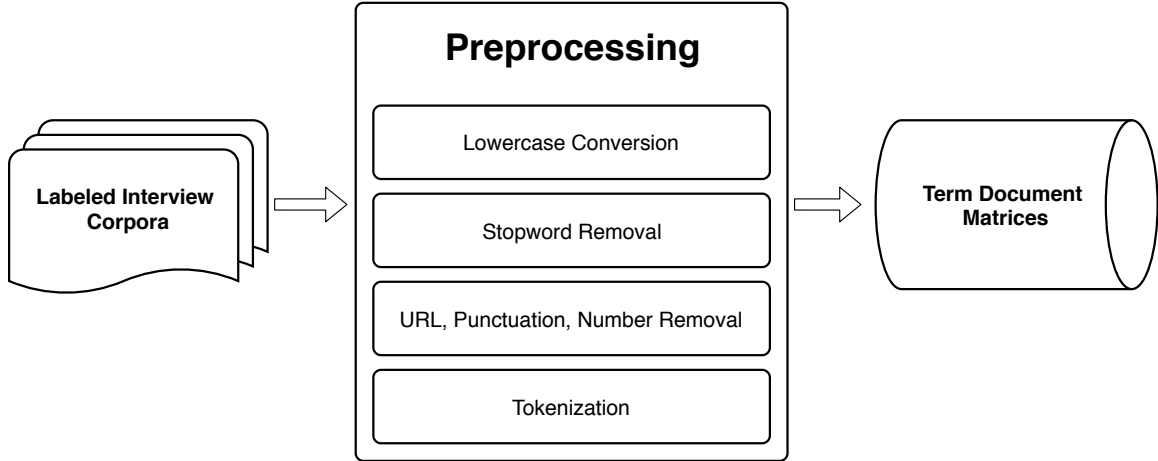 Preprocessing
Lowercase Conversion
Labeled Interview
Corpora
Stopword Removal
URL, Punctuation, Number Removal
Tokenization
Term Document
Matrices